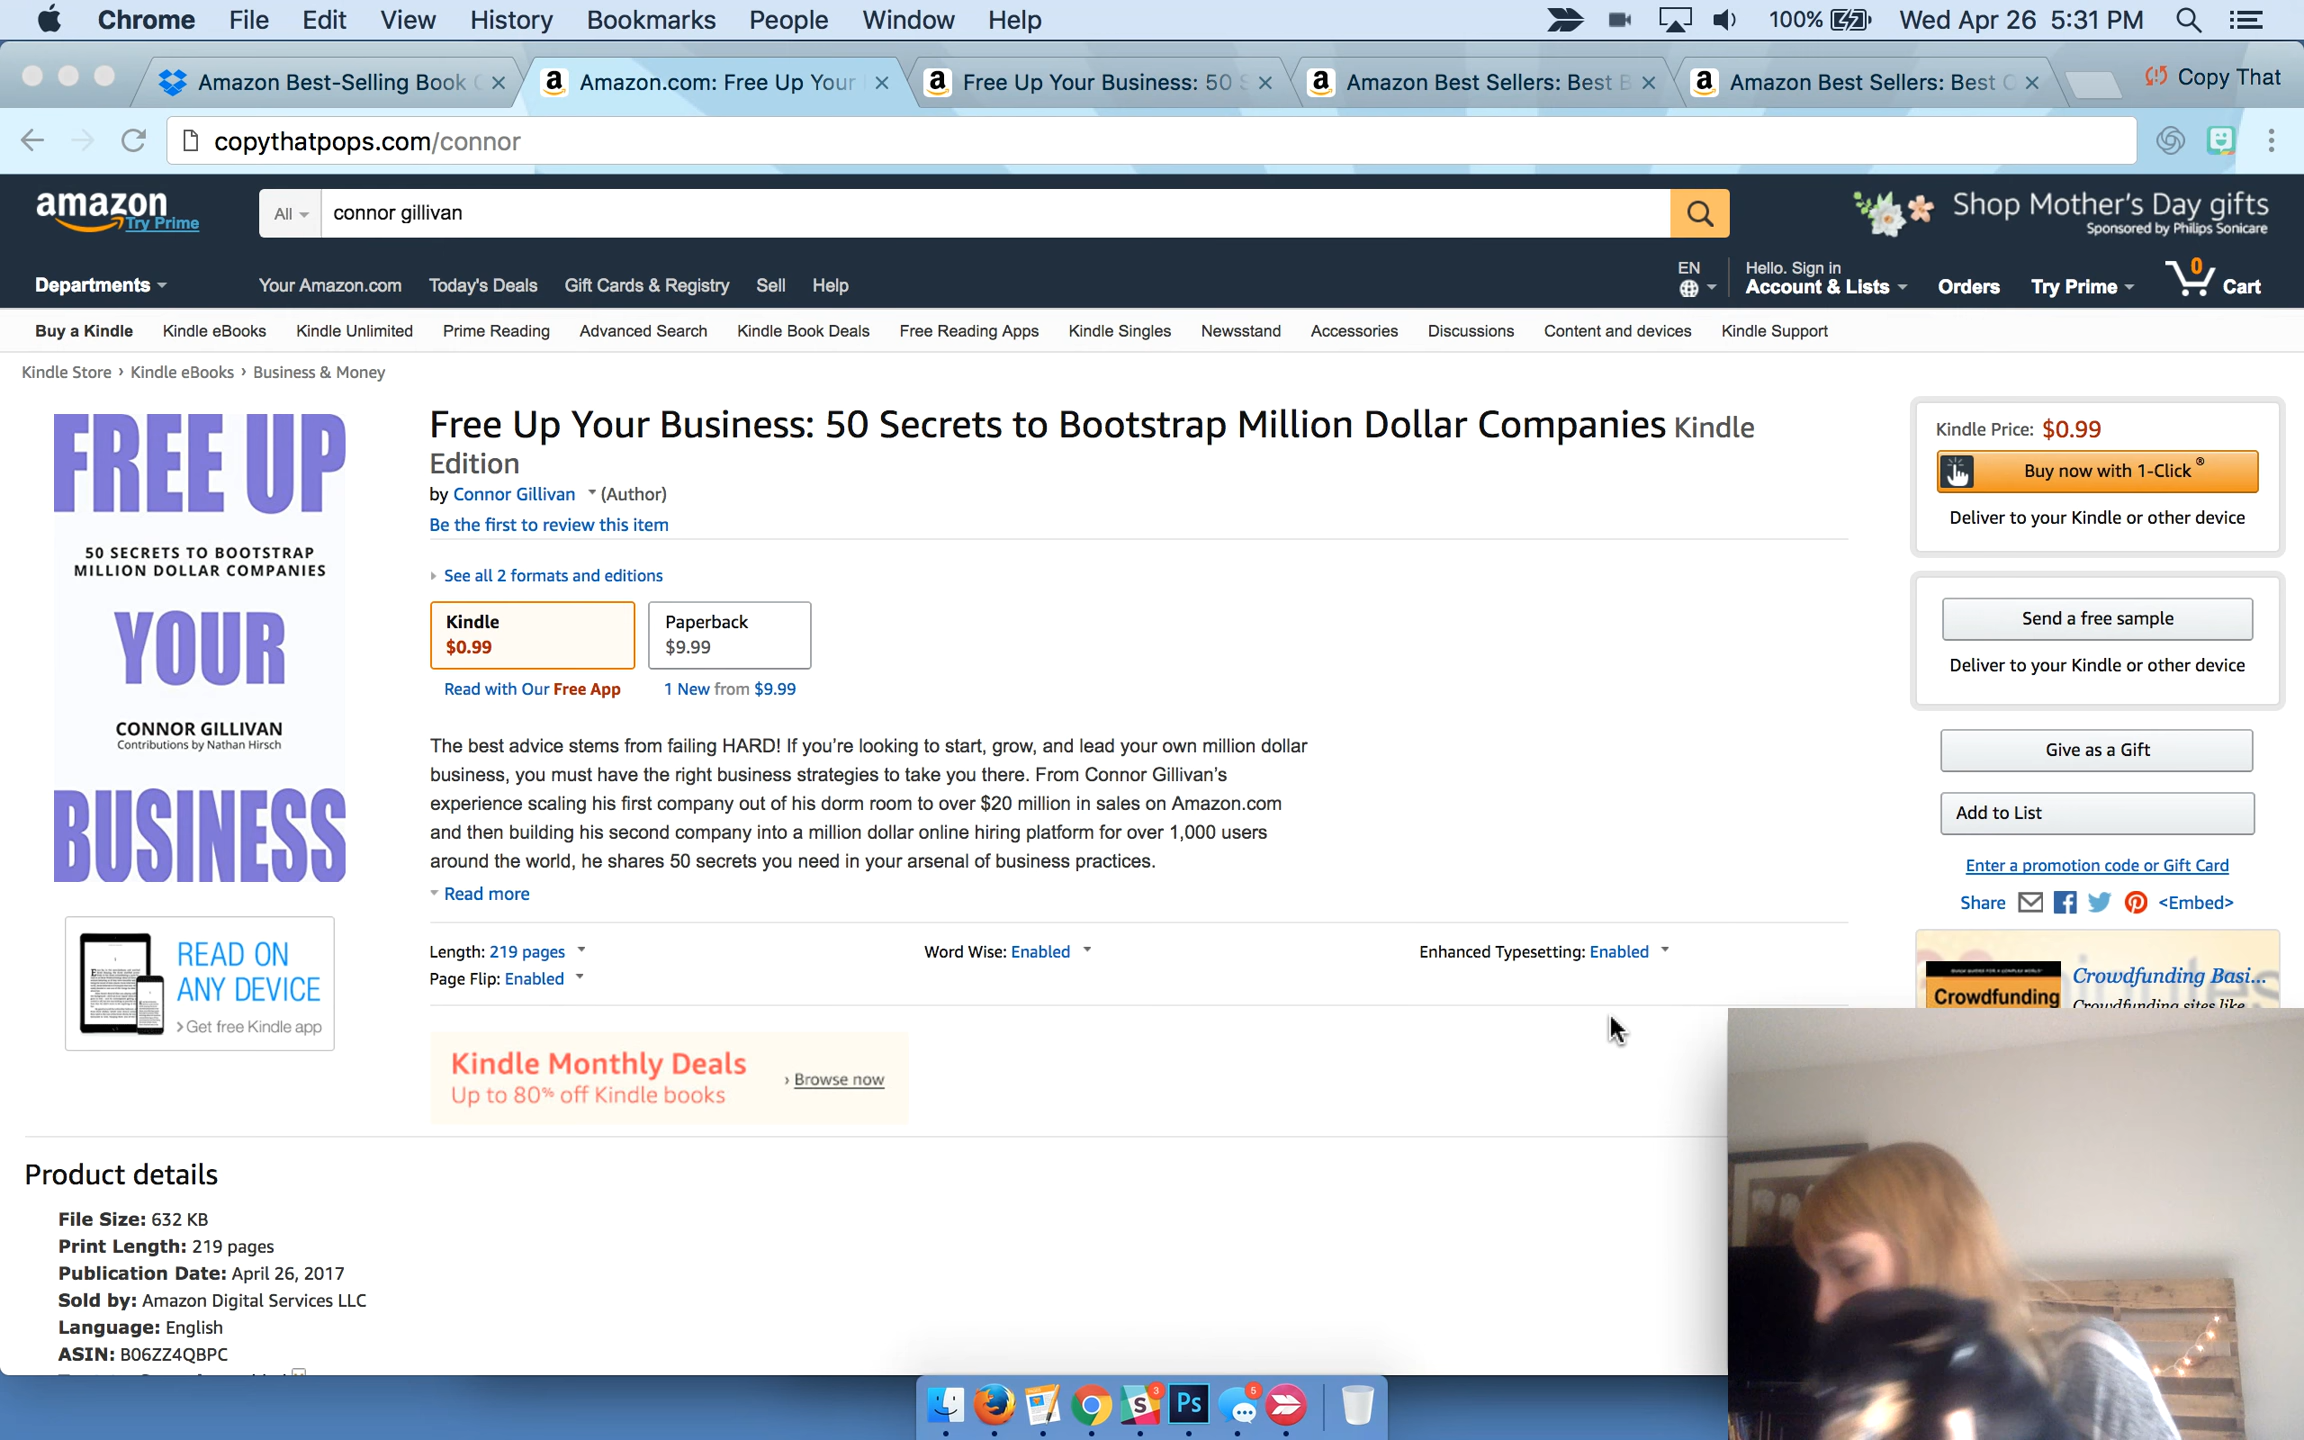 Chrome File Edit View History Bookmarks People Window Help 100% Wed Apr 26 5:31 PM
Amazon Best-Selling Book Amazon.com: Free Up Your Free Up Your Business: 50 Amazon Best Sellers: Best Amazon Best Sellers: Best Copy That
copythatpops.com/connor
amazon Try Prime All connor gillivan Shop Mother's Day gifts
Sponsored by Philips Sonicare
EN Hello. Sign in 0
Departments Your Amazon.com Today's Deals Gift Cards & Registry Sell Help Account & Lists Orders Try Prime Cart
Buy a Kindle Kindle eBooks Kindle Unlimited Prime Reading Advanced Search Kindle Book Deals Free Reading Apps Kindle Singles Newsstand Accessories Discussions Content and devices Kindle Support
Kindle Store › Kindle eBooks › Business & Money
FREE UP
50 SECRETS TO BOOTSTRAP
MILLION DOLLAR COMPANIES
YOUR
CONNOR GILLIVAN
Contributions by Nathan Hirsch
BUSINESS
READ ON
ANY DEVICE
› Get free Kindle app
Free Up Your Business: 50 Secrets to Bootstrap Million Dollar Companies Kindle
Edition
by Connor Gillivan (Author)
Be the first to review this item
See all 2 formats and editions
Kindle
$0.99
Paperback
$9.99
Read with Our Free App
1 New from $9.99
The best advice stems from failing HARD! If you're looking to start, grow, and lead your own million dollar
business, you must have the right business strategies to take you there. From Connor Gillivan's
experience scaling his first company out of his dorm room to over $20 million in sales on Amazon.com
and then building his second company into a million dollar online hiring platform for over 1,000 users
around the world, he shares 50 secrets you need in your arsenal of business practices.
Read more
Length: 219 pages Word Wise: Enabled Enhanced Typesetting: Enabled
Page Flip: Enabled
Kindle Monthly Deals
Up to 80% off Kindle books
› Browse now
Kindle Price: $0.99
Buy now with 1-Click ®
Deliver to your Kindle or other device
Send a free sample
Deliver to your Kindle or other device
Give as a Gift
Add to List
Enter a promotion code or Gift Card
Share <Embed>
Crowdfunding
Crowdfunding Basi...
Crowdfunding sites like
Product details
File Size: 632 KB
Print Length: 219 pages
Publication Date: April 26, 2017
Sold by: Amazon Digital Services LLC
Language: English
ASIN: B06ZZ4QBPC
3 Ps 5